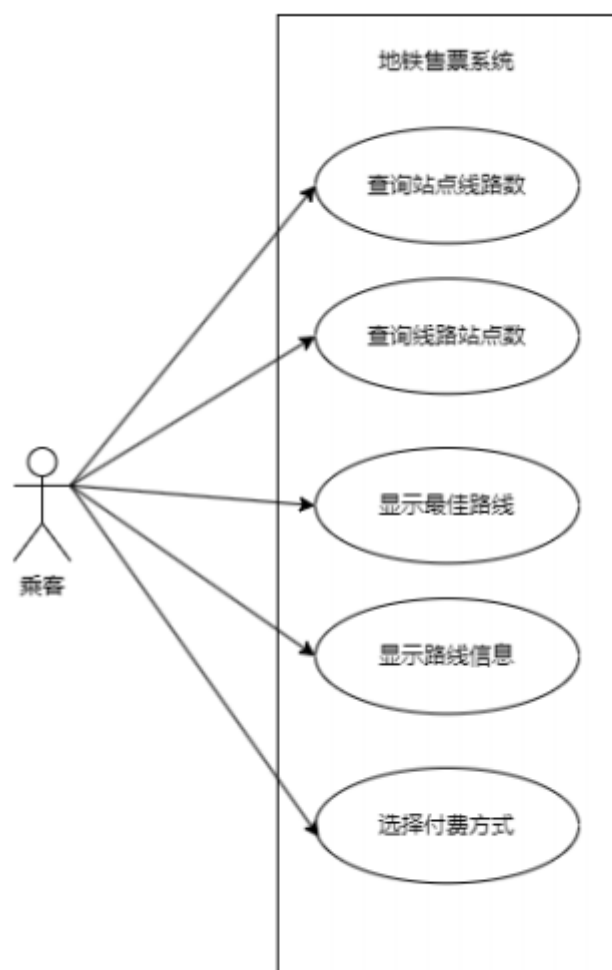 地铁售票系统
查询站点线路数
查询线路站点数
显示最佳路线
显示路线信息
选择付费方式
乘客